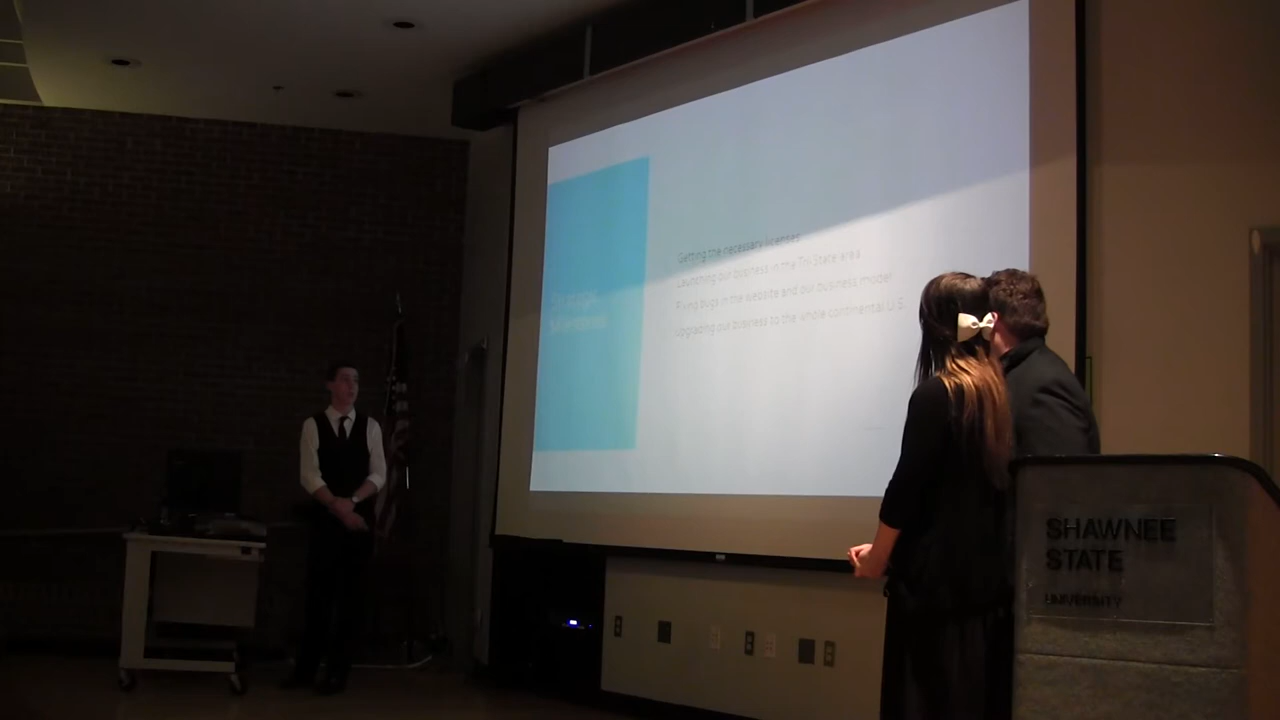 Getting the necessary licenses
Launching our business in the Tri-State area
Fixing bugs in the website and our business model
Upgrading our business to the whole continental U.S.
SHAWNEE
STATE
UNIVERSITY